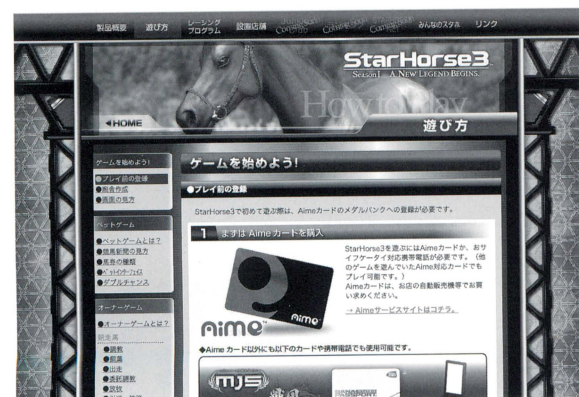 製品概要 遊び方 レーシングプログラム 設置店舗 Coming Soon Coming Soon Coming Soon みんなのスタホ リンク
StarHorse3
Season I A NEW LEGEND BEGINS.
How to Play
◀HOME
遊び方
ゲームを始めよう!
●プレイ前の登録
●厩舎作成
●画面の見方
ベットゲーム
●ベットゲームとは?
●競馬新聞の見方
●馬券の種類
●ダブルチャンス
オーナーゲーム
●オーナーゲームとは?
●調教
●飼葉
●出走
●委託調教
●放牧
ゲームを始めよう!
●プレイ前の登録
StarHorse3で初めて遊ぶ際は、Aimeカードのメダルバンクへの登録が必要です。
1 まずは Aime カードを購入
StarHorse3を遊ぶにはAimeカードか、おサ
イフケータイ対応携帯電話が必要です。（他
のゲームを遊んでいたAime対応カードでも
プレイ可能です。）
Aimeカードは、お店の自動販売機等でお買
い求めください。
→ Aimeサービスサイトはコチラ。
Aime
Aime™
◆Aime カード以外にも以下のカードや携帯電話でも使用可能です。
MJ5